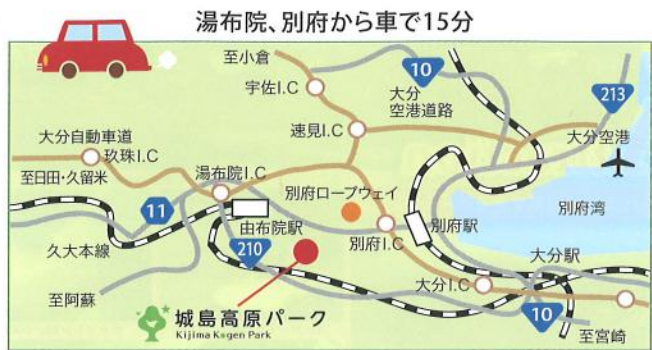 湯布院、別府から車で15分
至小倉
宇佐I.C
10
大分
空港道路
213
速見I.C
大分空港
大分自動車道
玖珠I.C
至日田・久留米
湯布院I.C
別府ロープウェイ
別府湾
11
由布院駅
別府I.C
別府駅
久大本線
210
大分駅
至阿蘇
大分I.C
10
至宮崎
城島高原パーク
Kijima Kogen Park